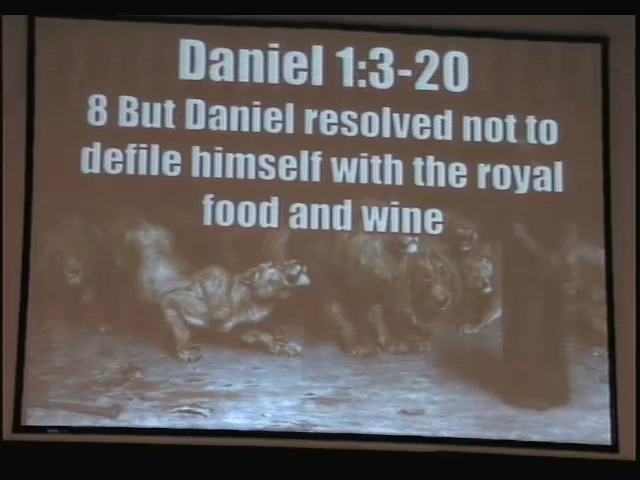 Daniel 1:3-20
8 But Daniel resolved not to
defile himself with the royal
food and wine